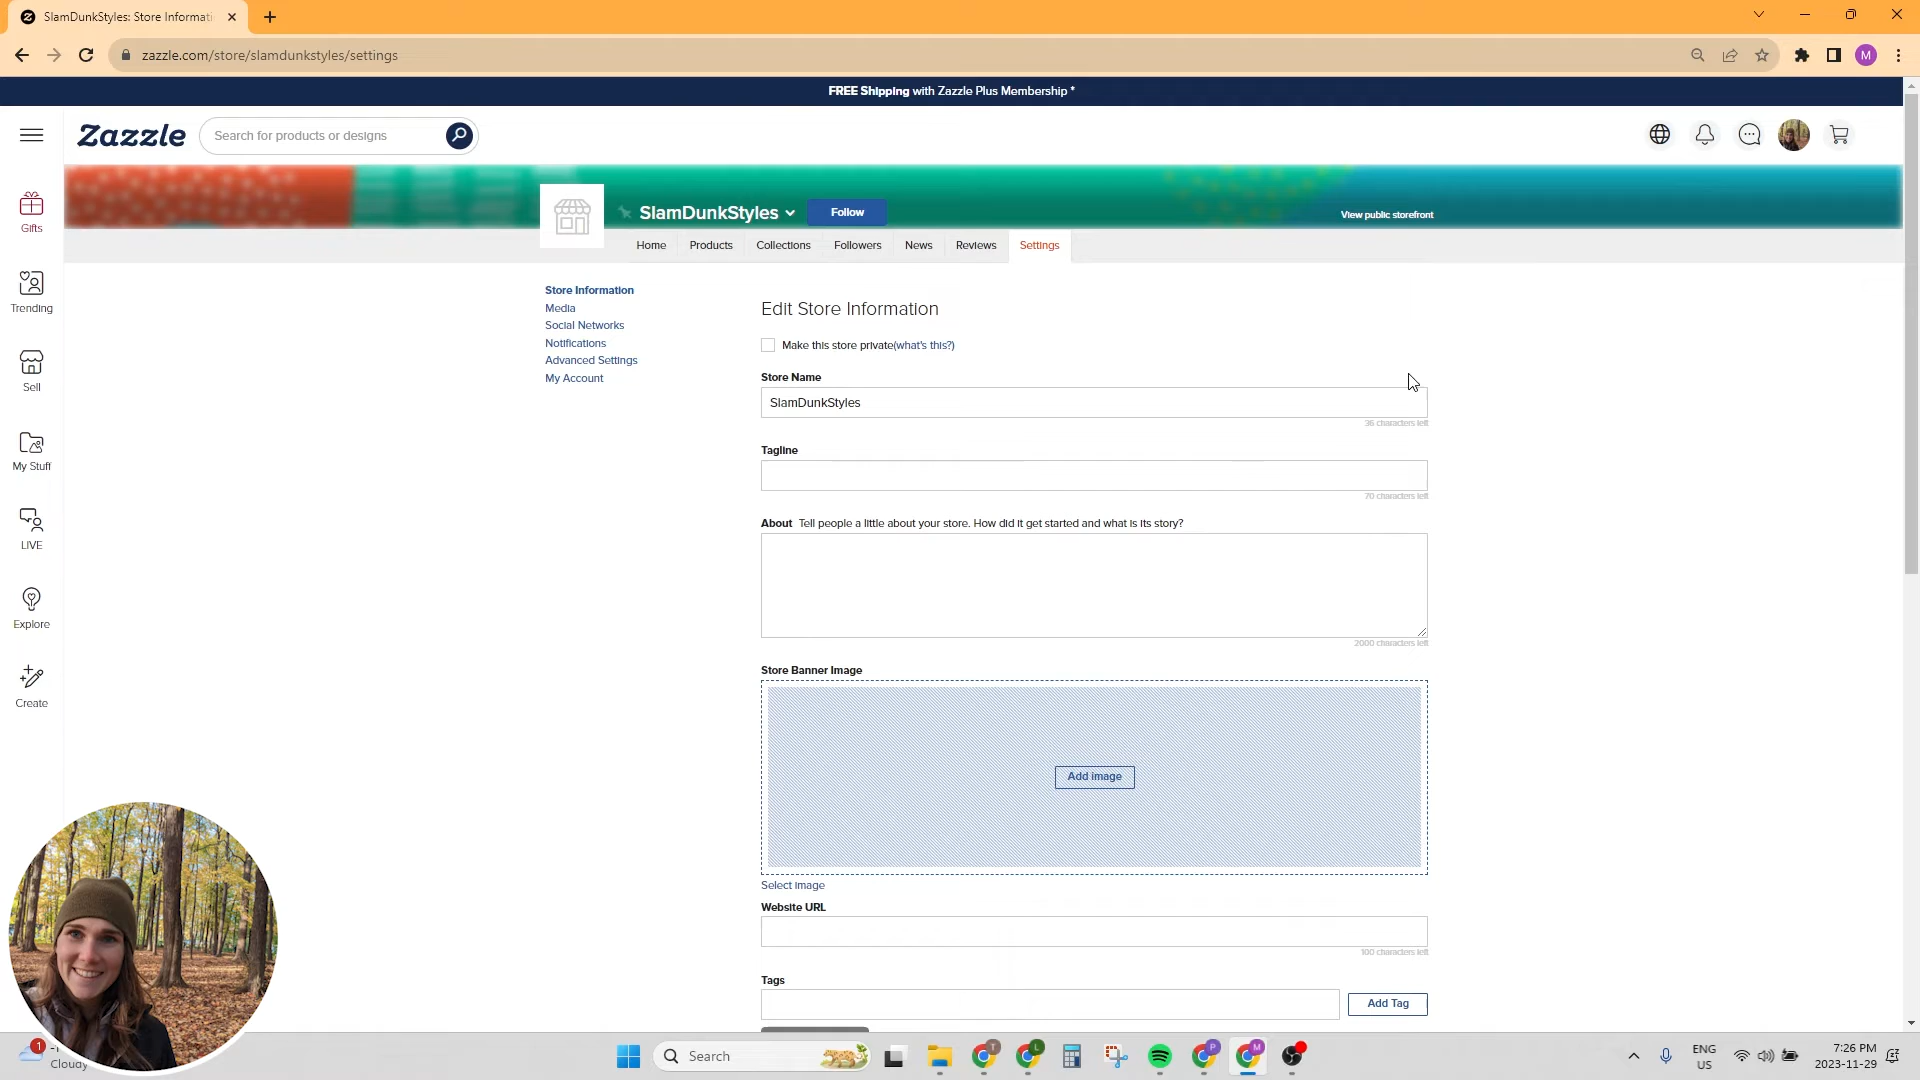 SlamDunkStyles: Store Informati
zazzle.com/store/slamdunkstyles/settings
M
FREE Shipping with Zazzle Plus Membership *
Zazzle
Search for products or designs
Gifts
Trending
Sell
My Stuff
LIVE
Explore
Create
SlamDunkStyles
Follow
View public storefront
Home Products Collections Followers News Reviews Settings
Store Information
Media
Social Networks
Notifications
Advanced Settings
My Account
Edit Store Information
Make this store private(what's this?)
Store Name
SlamDunkStyles
36 characters left
Tagline
70 characters left
About Tell people a little about your store. How did it get started and what is its story?
2000 characters left
Store Banner Image
Add image
Select image
Website URL
100 characters left
Tags
Add Tag
1
Cloudy
Search
T
L
P
M
ENG
US
7:26 PM
2023-11-29